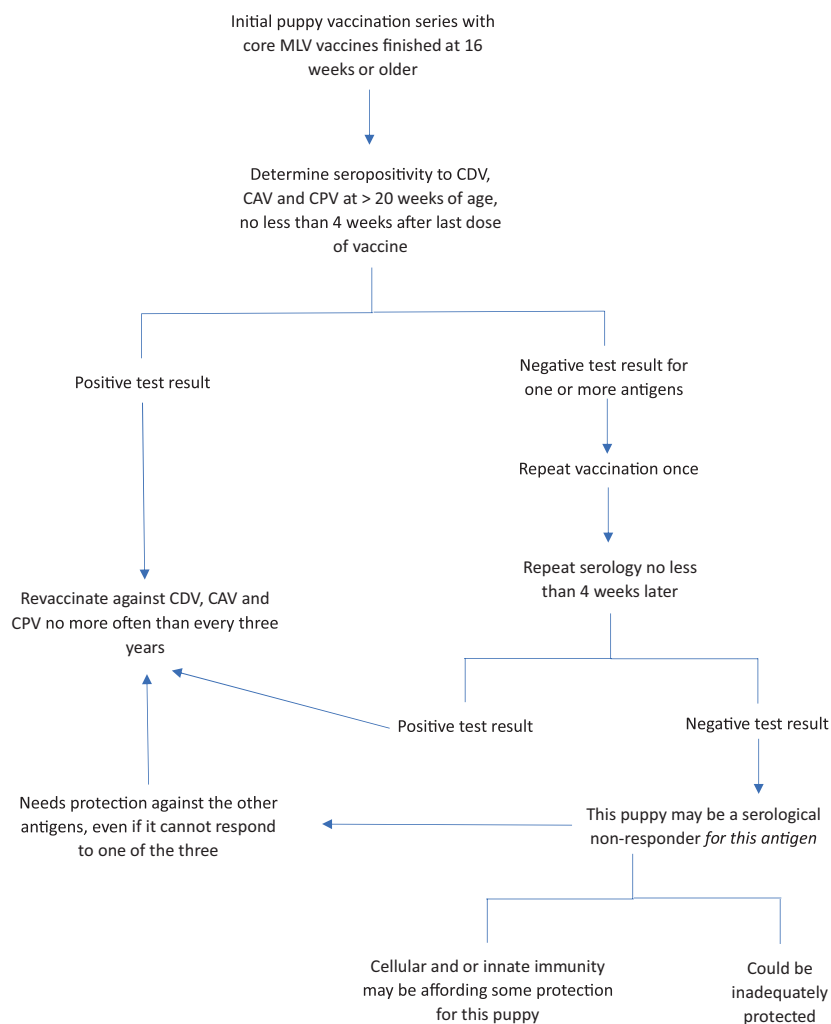 Initial puppy vaccination series with
core MLV vaccines finished at 16
weeks or older
Determine seropositivity to CDV,
CAV and CPV at > 20 weeks of age,
no less than 4 weeks after last dose
of vaccine
Positive test result
Negative test result for
one or more antigens
Repeat vaccination once
Repeat serology no less
than 4 weeks later
Revaccinate against CDV, CAV and
CPV no more often than every three
years
Positive test result
Negative test result
Needs protection against the other
antigens, even if it cannot respond
to one of the three
This puppy may be a serological
non-responder for this antigen
Cellular and or innate immunity
may be affording some protection
for this puppy
Could be
inadequately
protected